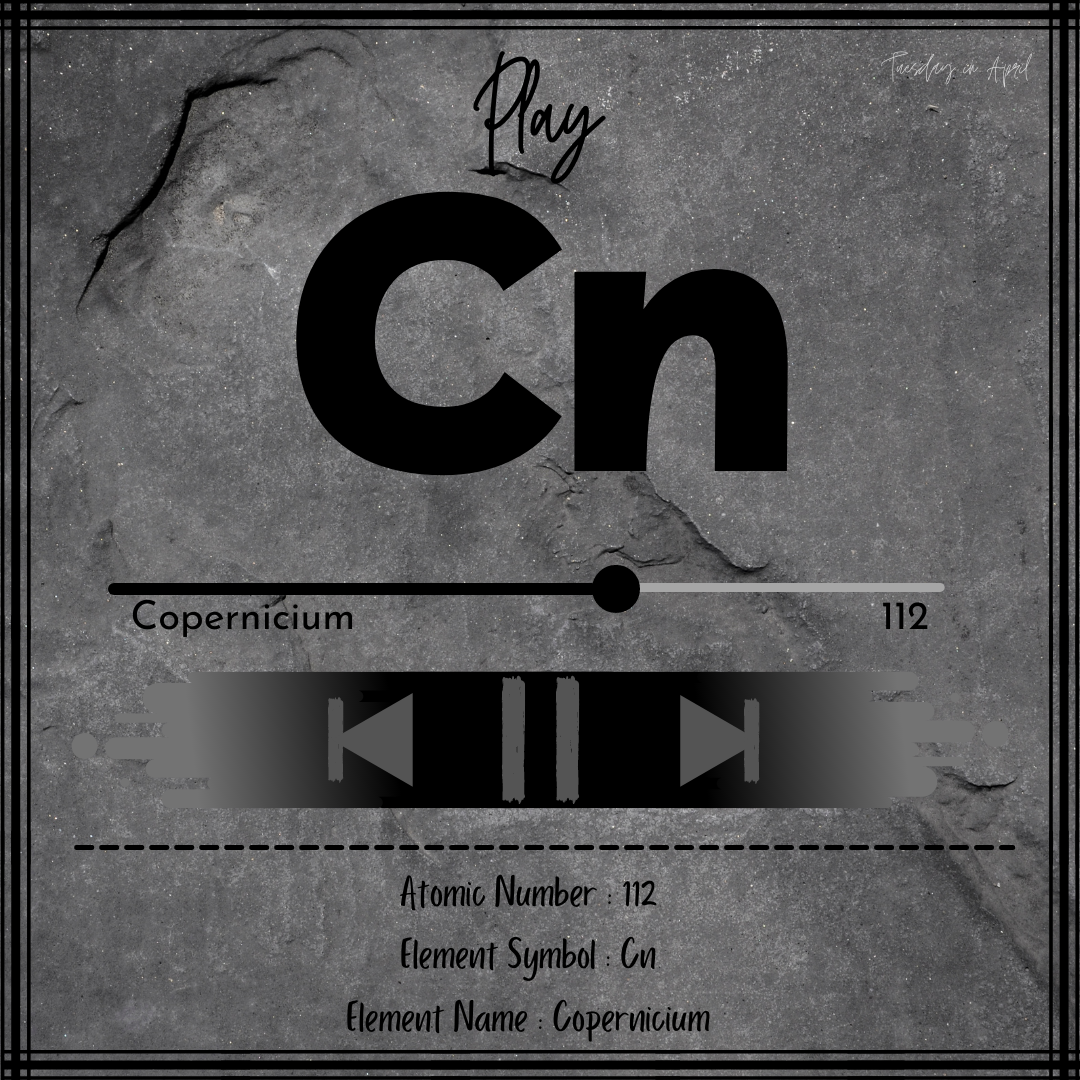 Tuesday in April
Play
Cn
Copernicium 112
Atomic Number : 112
Element Symbol : Cn
Element Name : Copernicium